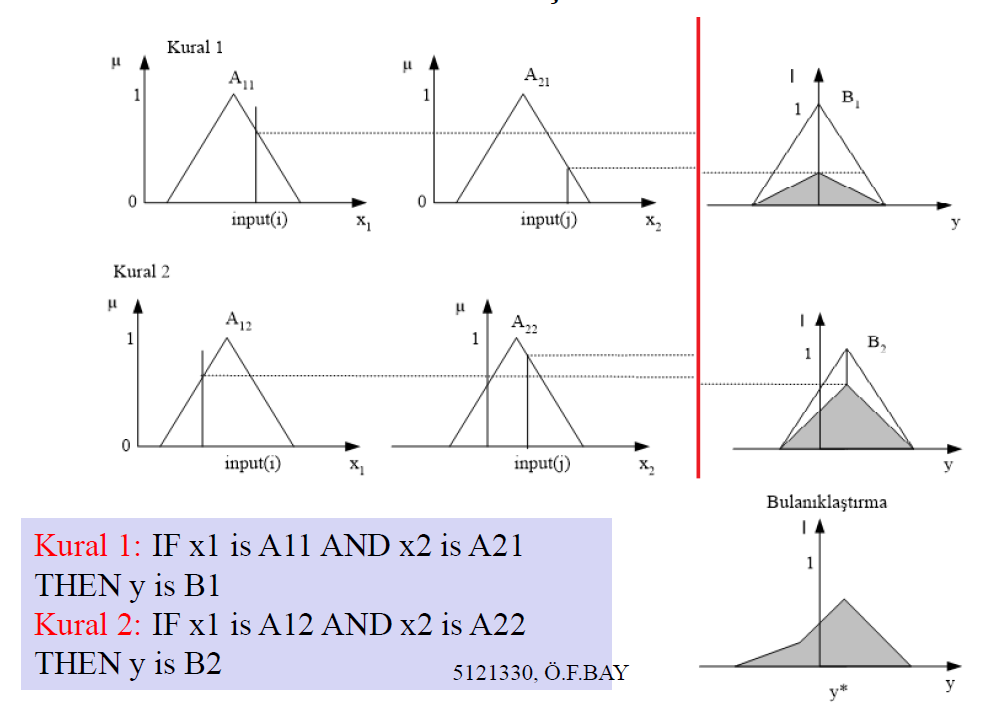 Kural 1
μ
1
A₁₁
0
input(i)
x₁
μ
1
A₂₁
0
input(j)
x₂
I
1
B₁
y
Kural 2
μ
1
A₁₂
0
input(i)
x₁
μ
1
A₂₂
input(j)
x₂
I
1
B₂
y
Bulanıklaştırma
I
1
y*
y
Kural 1: IF x1 is A11 AND x2 is A21
THEN y is B1
Kural 2: IF x1 is A12 AND x2 is A22
THEN y is B2
5121330, Ö.F.BAY